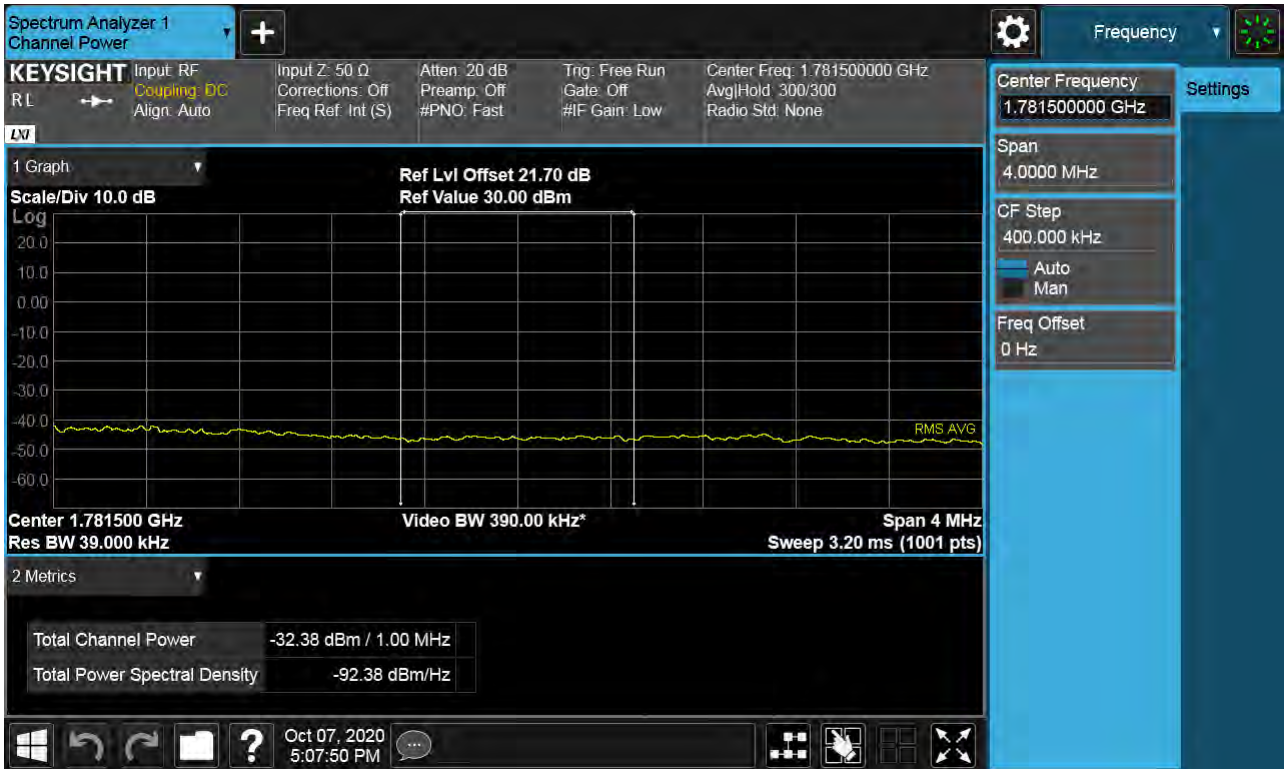 Spectrum Analyzer 1
Channel Power
Frequency
KEYSIGHT
RL
LXI
Input: RF
Coupling: DC
Align: Auto
Input Z: 50 Ω
Corrections: Off
Freq Ref: Int (S)
Atten: 20 dB
Preamp: Off
#PNO: Fast
Trig: Free Run
Gate: Off
#IF Gain: Low
Center Freq: 1.781500000 GHz
Avg|Hold: 300/300
Radio Std: None
Center Frequency
1.781500000 GHz
Settings
Span
4.0000 MHz
CF Step
400.000 kHz
Auto
Man
Freq Offset
0 Hz
1 Graph
Scale/Div 10.0 dB
Ref Lvl Offset 21.70 dB
Ref Value 30.00 dBm
Log
20.0
10.0
0.00
-10.0
-20.0
-30.0
-40.0
-50.0
-60.0
RMS AVG
Center 1.781500 GHz
Res BW 39.000 kHz
Video BW 390.00 kHz*
Span 4 MHz
Sweep 3.20 ms (1001 pts)
2 Metrics
Total Channel Power -32.38 dBm / 1.00 MHz
Total Power Spectral Density -92.38 dBm/Hz
?
Oct 07, 2020
5:07:50 PM